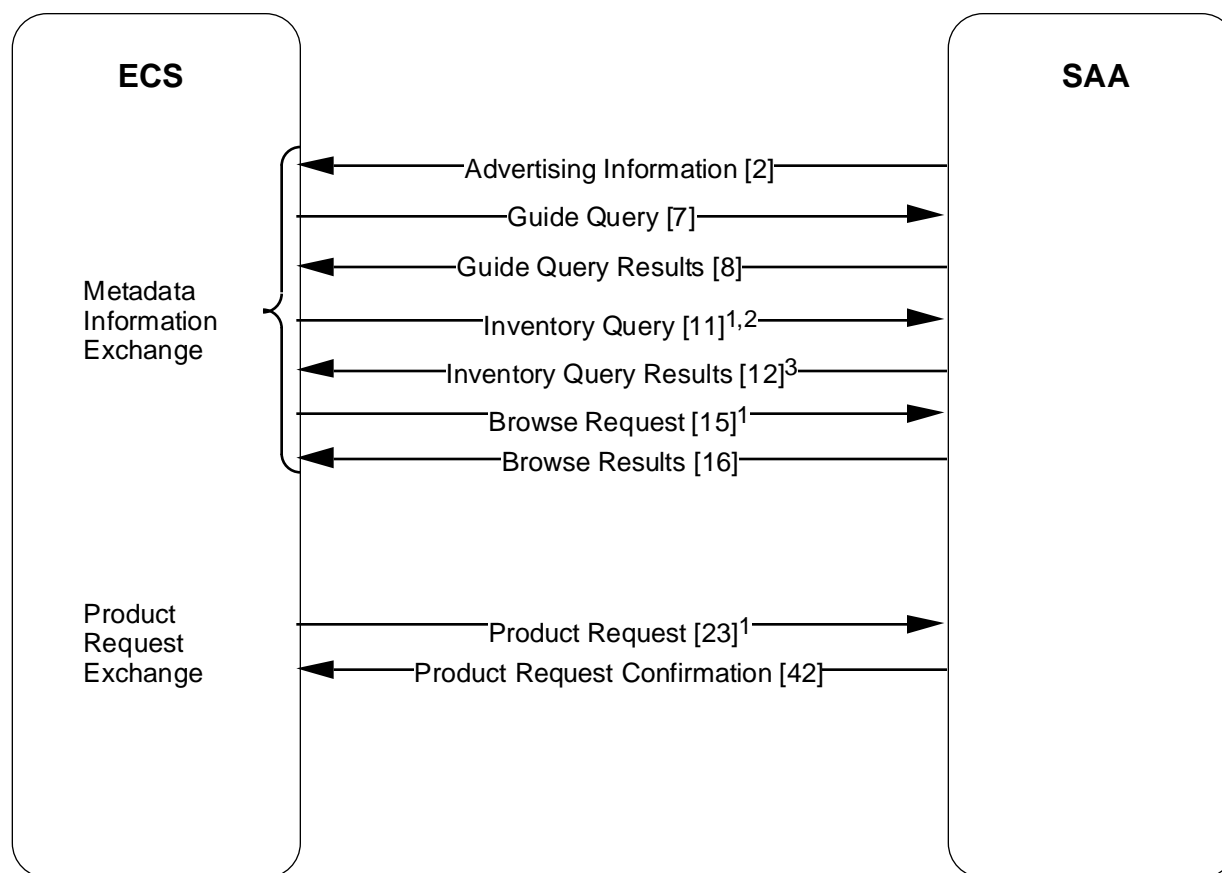 ECS
SAA
Advertising Information [2]
Guide Query [7]
Guide Query Results [8]
Metadata
Information
Exchange
Inventory Query [11]1,2
Inventory Query Results [12]3
Browse Request [15]1
Browse Results [16]
Product
Request
Exchange
Product Request [23]1
Product Request Confirmation [42]